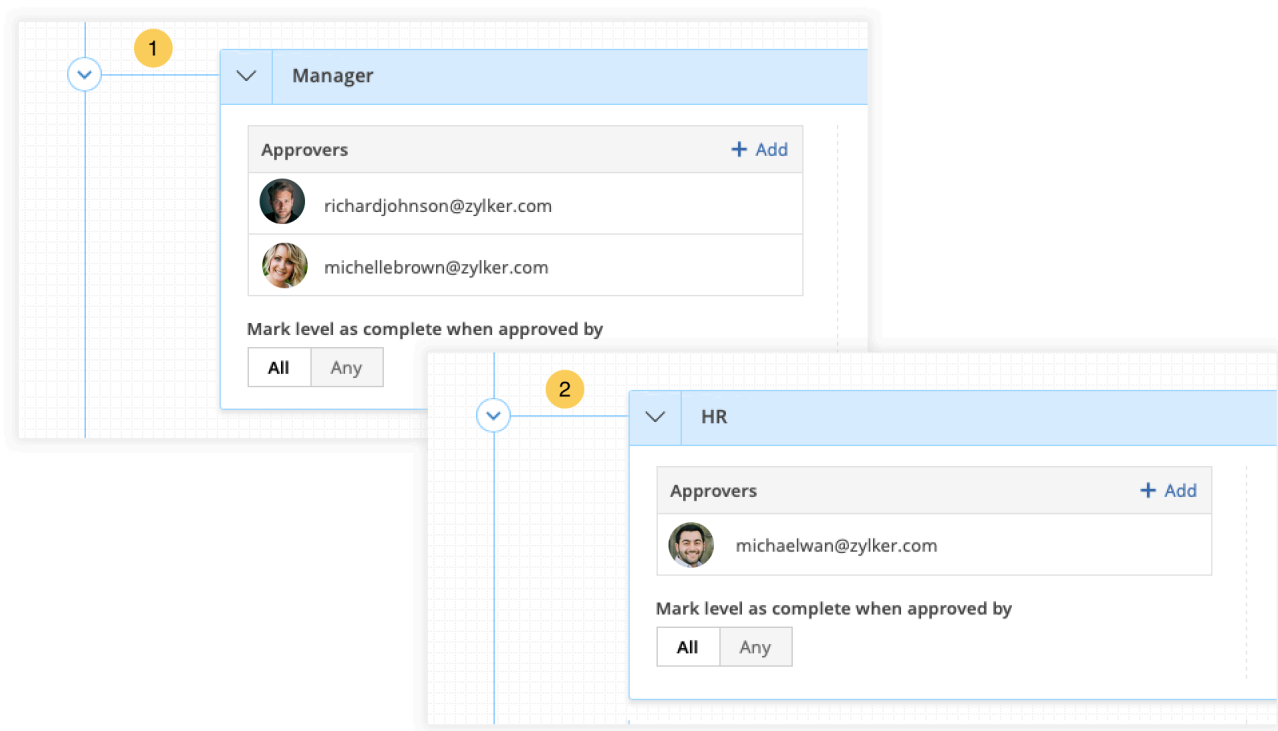 1
Manager
Approvers
+ Add
richardjohnson@zylker.com
michellebrown@zylker.com
Mark level as complete when approved by
All Any
2
HR
Approvers
+ Add
michaelwan@zylker.com
Mark level as complete when approved by
All Any